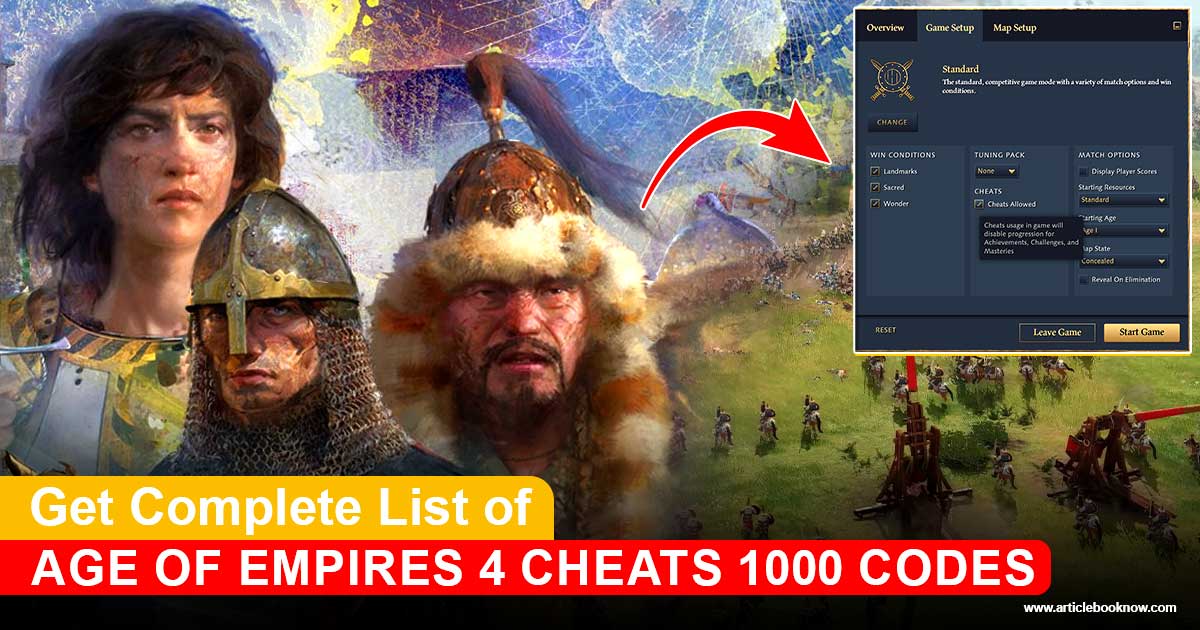 Overview Game Setup Map Setup
Standard
The standard, competitive game mode with a variety of match options and win
conditions.
CHANGE
WIN CONDITIONS
Landmarks
Sacred
Wonder
TUNING PACK
None
CHEATS
Cheats Allowed
Cheats usage in game will
disable progression for
Achievements, Challenges, and
Masteries
MATCH OPTIONS
Display Player Scores
Starting Resources
Standard
Starting Age
Age I
Map State
Concealed
Reveal On Elimination
RESET
Leave Game
Start Game
Get Complete List of
AGE OF EMPIRES 4 CHEATS 1000 CODES
www.articlebooknow.com